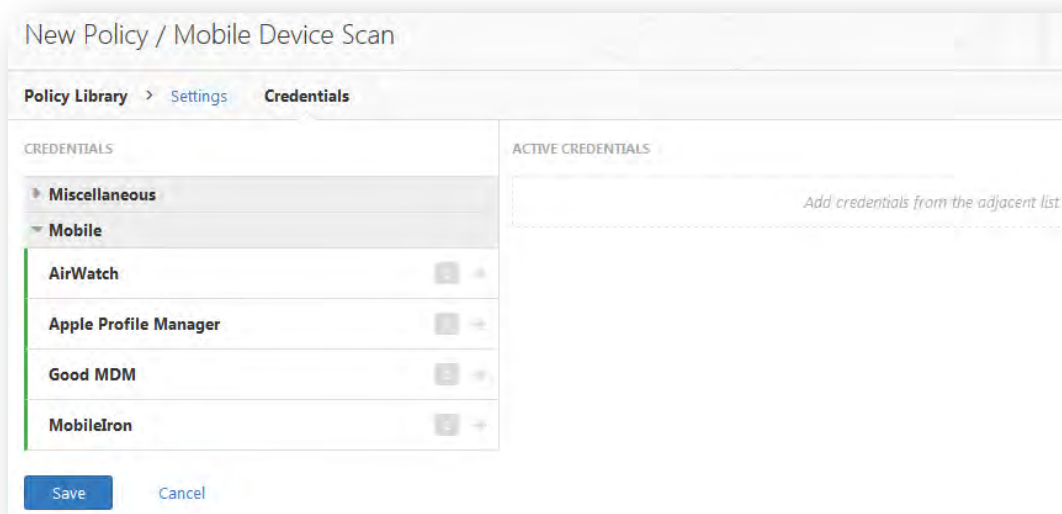 New Policy / Mobile Device Scan
Policy Library > Settings Credentials
CREDENTIALS
ACTIVE CREDENTIALS
Miscellaneous
Add credentials from the adjacent list
Mobile
AirWatch
Apple Profile Manager
Good MDM
MobileIron
Save Cancel